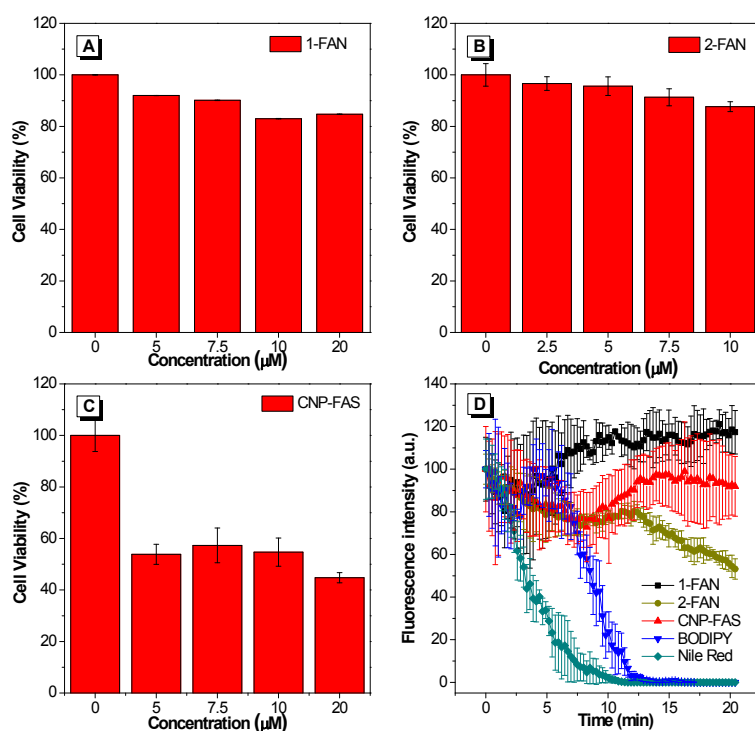 A
1-FAN
Cell Viability (%)
120
100
80
60
40
20
0
0 5 7.5 10 20
Concentration (μM)
B
2-FAN
Cell Viability (%)
120
100
80
60
40
20
0
0 2.5 5 7.5 10
Concentration (μM)
C
CNP-FAS
Cell Viability (%)
120
100
80
60
40
20
0
0 5 7.5 10 20
Concentration (μM)
D
Fluorescence intensity (a.u.)
140
120
100
80
60
40
20
0
1-FAN
2-FAN
CNP-FAS
BODIPY
Nile Red
0 5 10 15 20
Time (min)